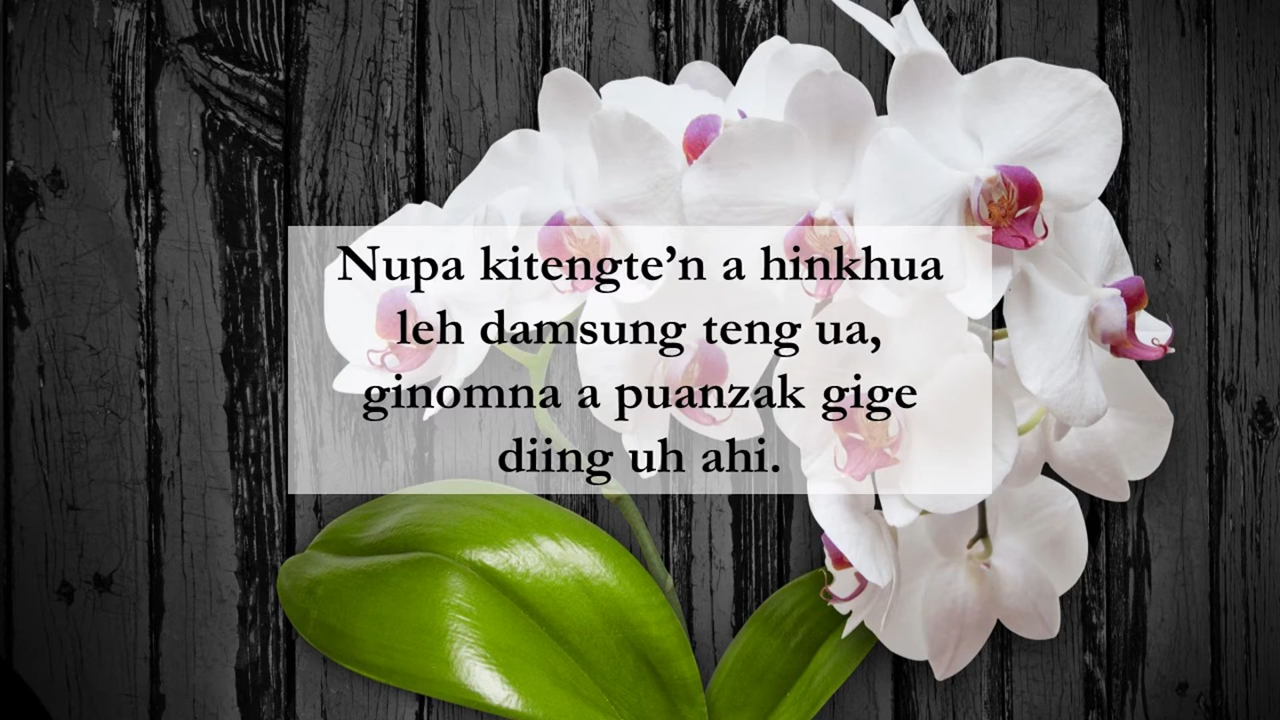 Nupa kitengte’n a hinkhua
leh damsung teng ua,
ginomna a puanzak gige
diing uh ahi.